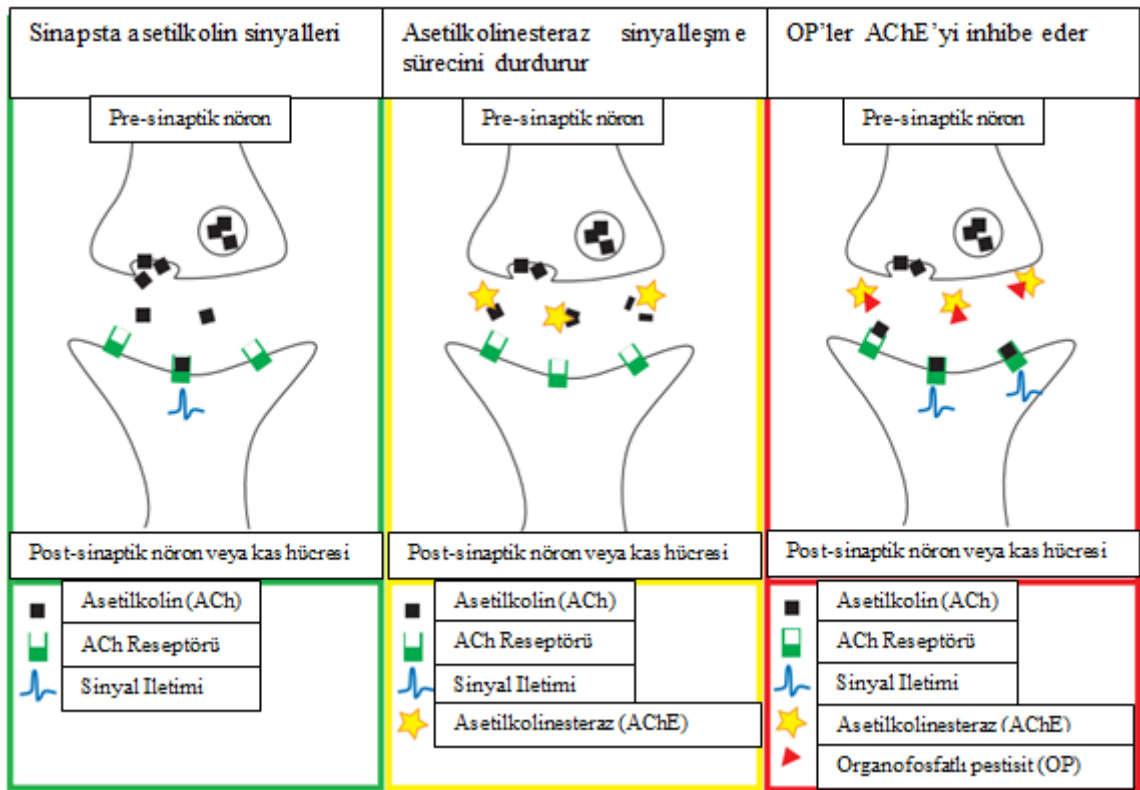 Sinapsta asetilkolin sinyalleri
Asetilkolinesteraz sinyalleşme
sürecini durdurur
OP'ler AChE'yi inhibe eder
Pre-sinaptik nöron
Pre-sinaptik nöron
Pre-sinaptik nöron
Post-sinaptik nöron veya kas hücresi
Post-sinaptik nöron veya kas hücresi
Post-sinaptik nöron veya kas hücresi
Asetilkolin (ACh)
ACh Reseptörü
Sinyal Iletimi
Asetilkolin (ACh)
ACh Reseptörü
Sinyal Iletimi
Asetilkolinesteraz (AChE)
Asetilkolin (ACh)
ACh Reseptörü
Sinyal Iletimi
Asetilkolinesteraz (AChE)
Organofosfatlı pestisit (OP)